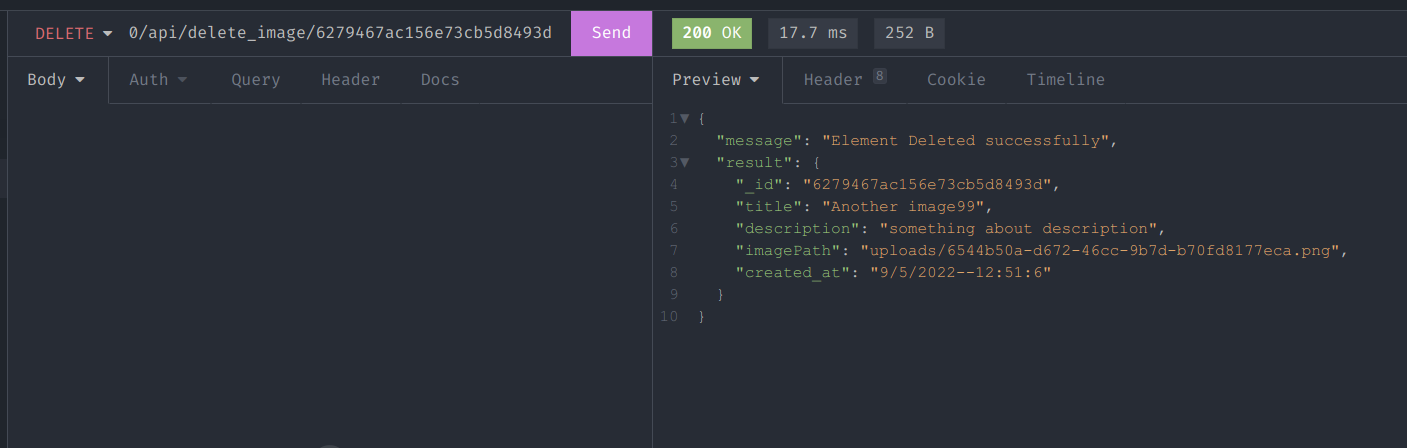 DELETE 0/api/delete_image/6279467ac156e73cb5d8493d Send 200 OK 17.7 ms 252 B
Body Auth Query Header Docs Preview Header 8 Cookie Timeline
1 {
2 "message": "Element Deleted successfully",
3 "result": {
4 "_id": "6279467ac156e73cb5d8493d",
5 "title": "Another image99",
6 "description": "something about description",
7 "imagePath": "uploads/6544b50a-d672-46cc-9b7d-b70fd8177eca.png",
8 "created_at": "9/5/2022--12:51:6"
9 }
10 }